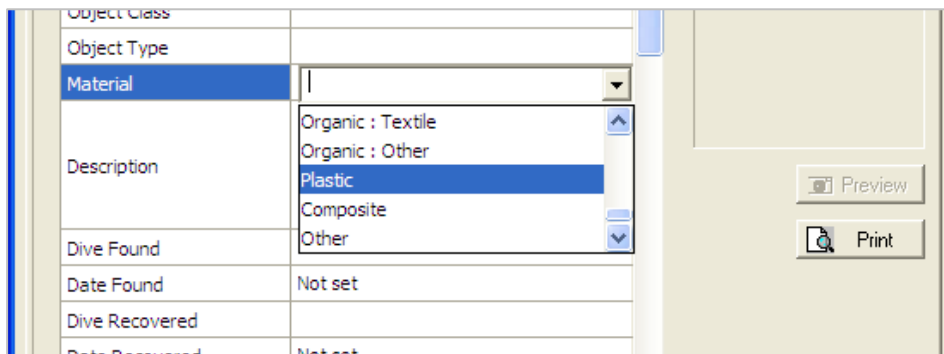 Object Class
Object Type
Material
Organic : Textile
Organic : Other
Description
Plastic
Preview
Composite
Other
Print
Dive Found
Date Found Not set
Dive Recovered
Date Recovered Not set